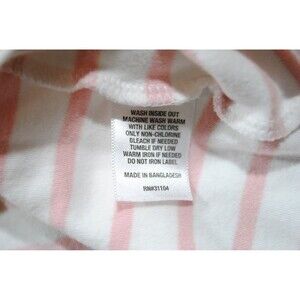 WASH INSIDE OUT
MACHINE WASH WARM
WITH LIKE COLORS
ONLY NON-CHLORINE
BLEACH IF NEEDED
TUMBLE DRY LOW
WARM IRON IF NEEDED
DO NOT IRON LABEL
MADE IN BANGLADESH
RN#31104